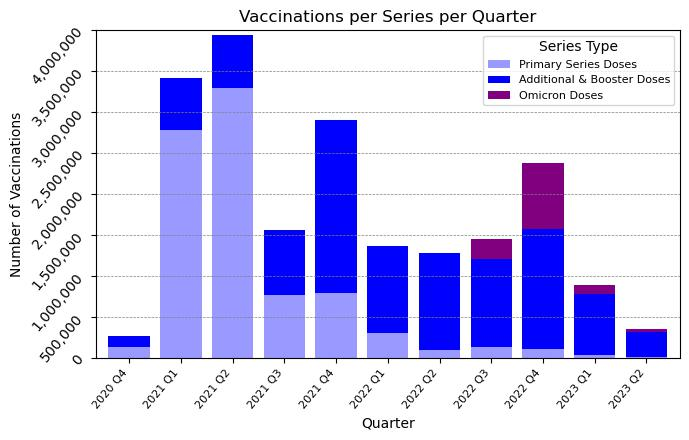 Vaccinations per Series per Quarter
Number of Vaccinations
4,000,000
3,500,000
3,000,000
2,500,000
2,000,000
1,500,000
1,000,000
500,000
0
Series Type
Primary Series Doses
Additional & Booster Doses
Omicron Doses
2020 Q4
2021 Q1
2021 Q2
2021 Q3
2021 Q4
2022 Q1
2022 Q2
2022 Q3
2022 Q4
2023 Q1
2023 Q2
Quarter